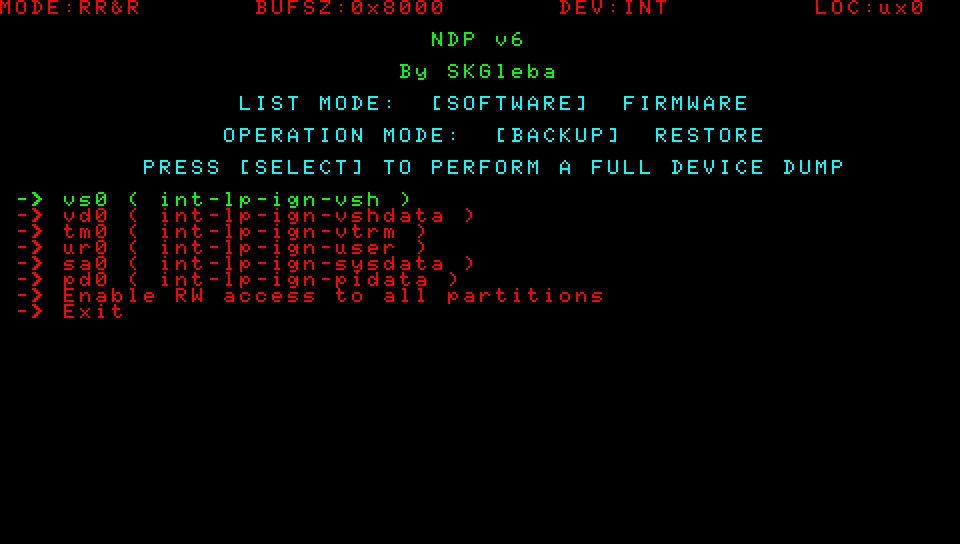 MODE:RR&R BUFSZ:0x8000 DEV:INT LOC:ux0
NDP v6
By SKGleba
LIST MODE: [SOFTWARE] FIRMWARE
OPERATION MODE: [BACKUP] RESTORE
PRESS [SELECT] TO PERFORM A FULL DEVICE DUMP
-> vs0 ( int-lp-ign-vsh )
-> vd0 ( int-lp-ign-vshdata )
-> tm0 ( int-lp-ign-vtrm )
-> ur0 ( int-lp-ign-user )
-> sa0 ( int-lp-ign-sysdata )
-> pd0 ( int-lp-ign-pidata )
-> Enable RW access to all partitions
-> Exit